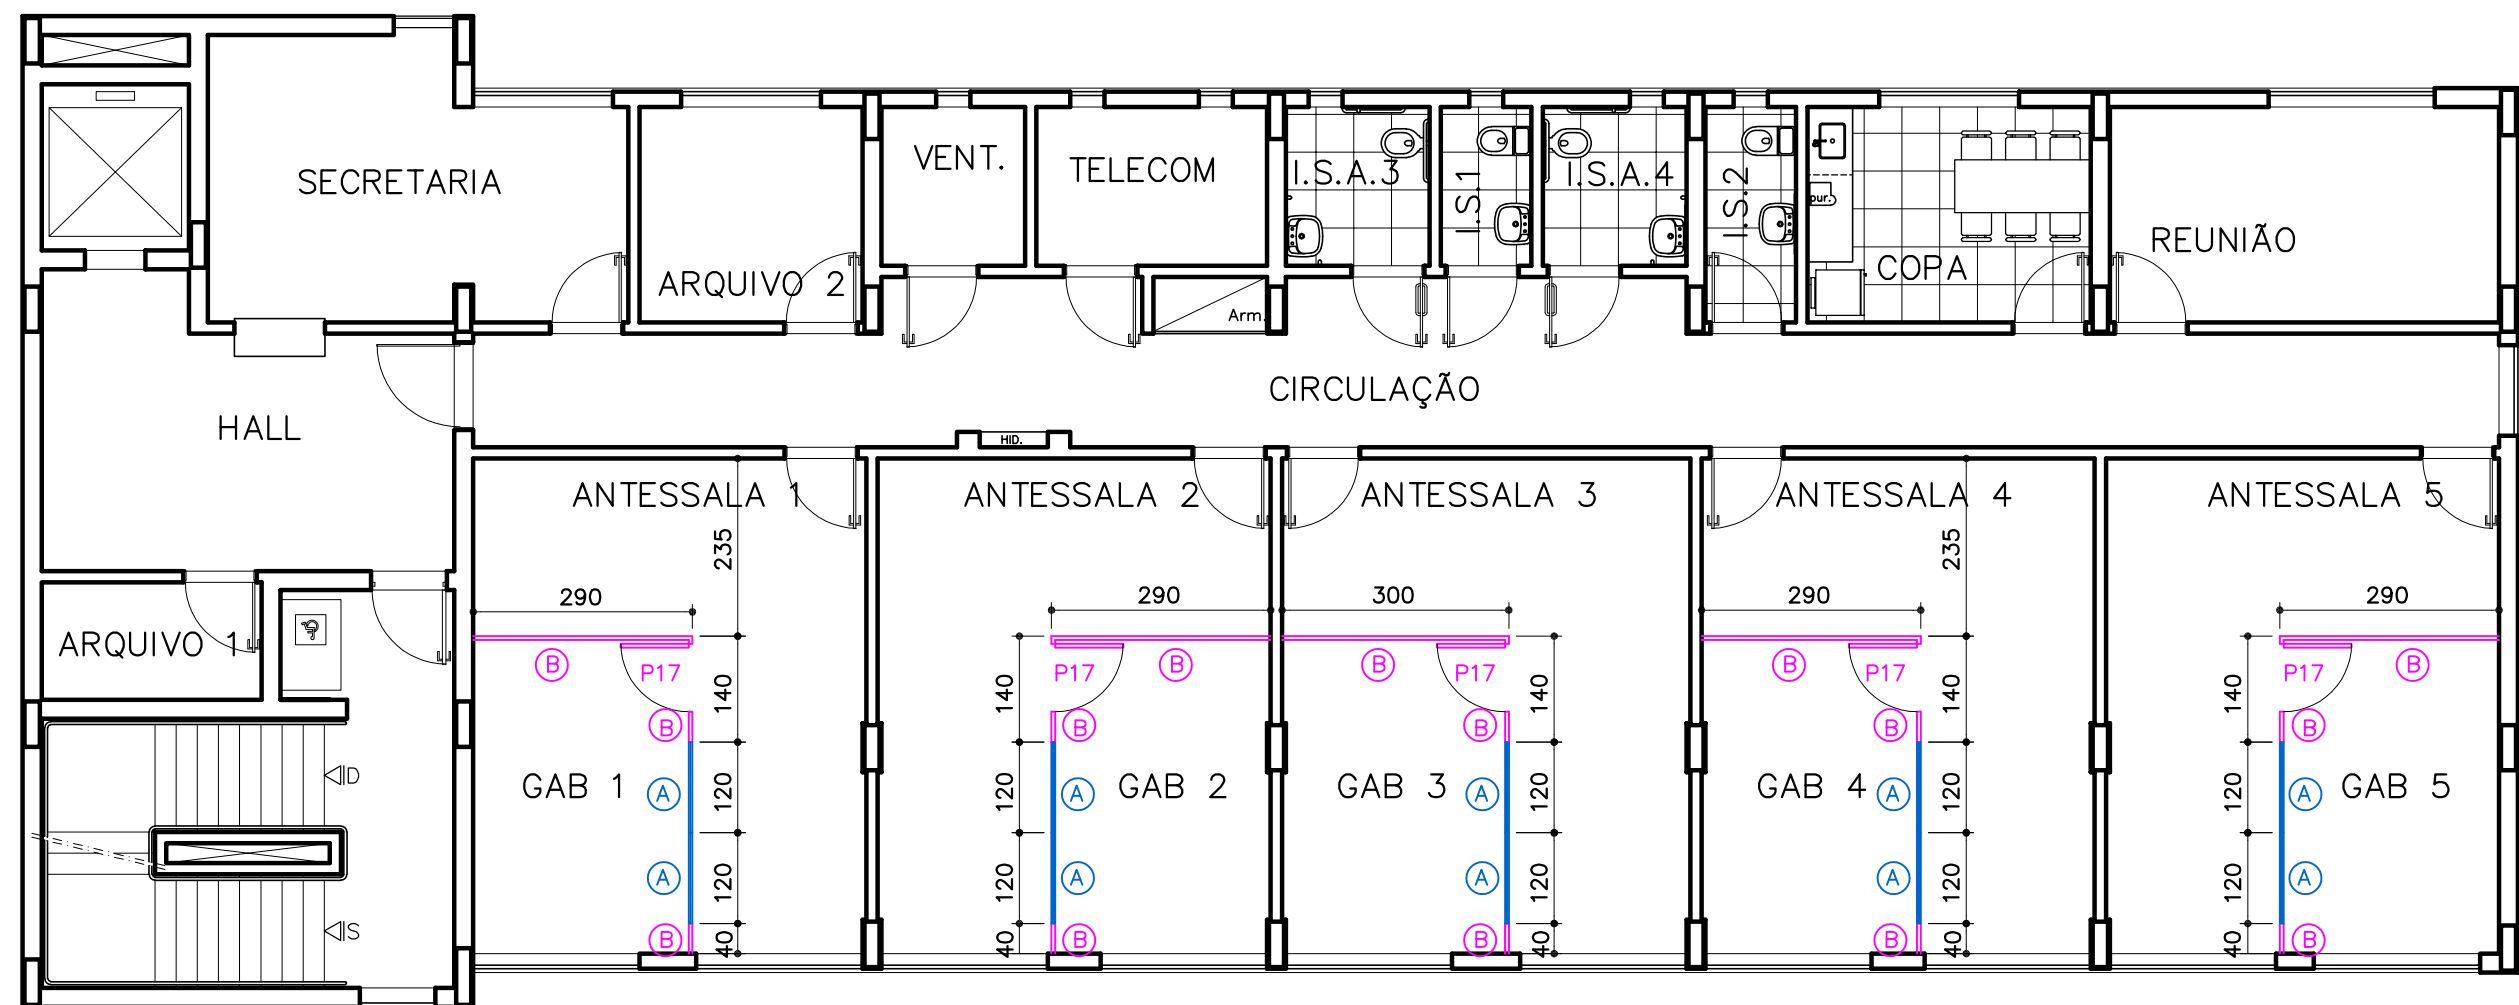 VENT.
TELECOM
I.S.A.3
I.S.1
I.S.A.4
I.S.2
SECRETARIA
pur.
REUNIÃO
COPA
ARQUIVO 2
Arm.
CIRCULAÇÃO
HALL
HID.
ANTESSALA 1
ANTESSALA 2
ANTESSALA 3
ANTESSALA 4
ANTESSALA 5
235
235
290
290
300
290
290
ARQUIVO 1
B
P17
P17
B
B
P17
B
P17
P17
B
140
140
140
140
140
B
B
B
B
B
D
GAB 1
A
120
120
A
GAB 2
GAB 3
A
120
GAB 4
A
120
120
A
GAB 5
A
120
120
A
A
120
A
120
120
A
S
B
40
40
B
B
40
B
40
40
B